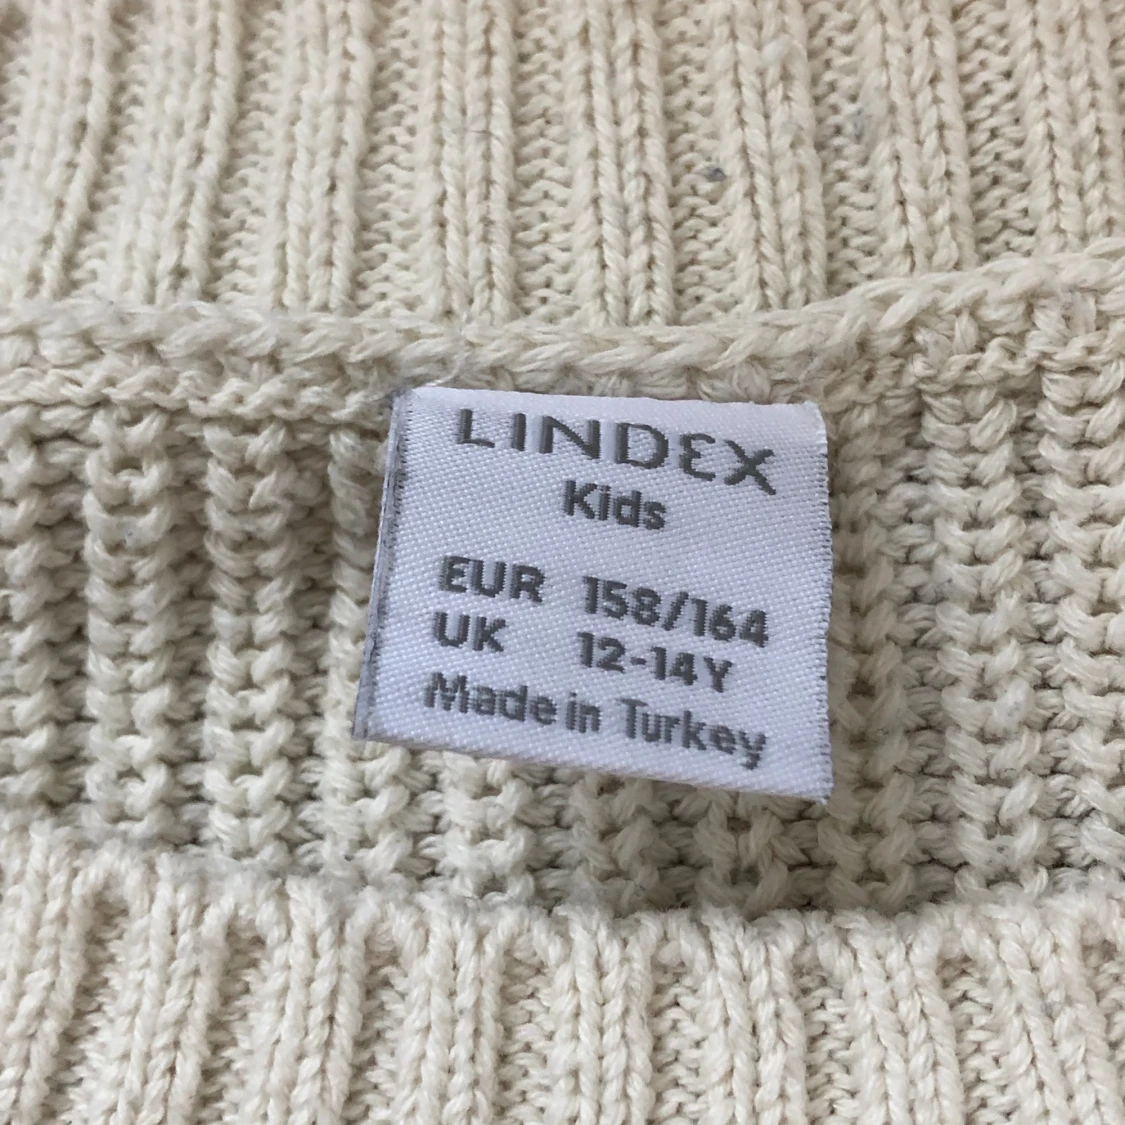 LINDEX
Kids
EUR 158/164
UK 12-14Y
Made in Turkey